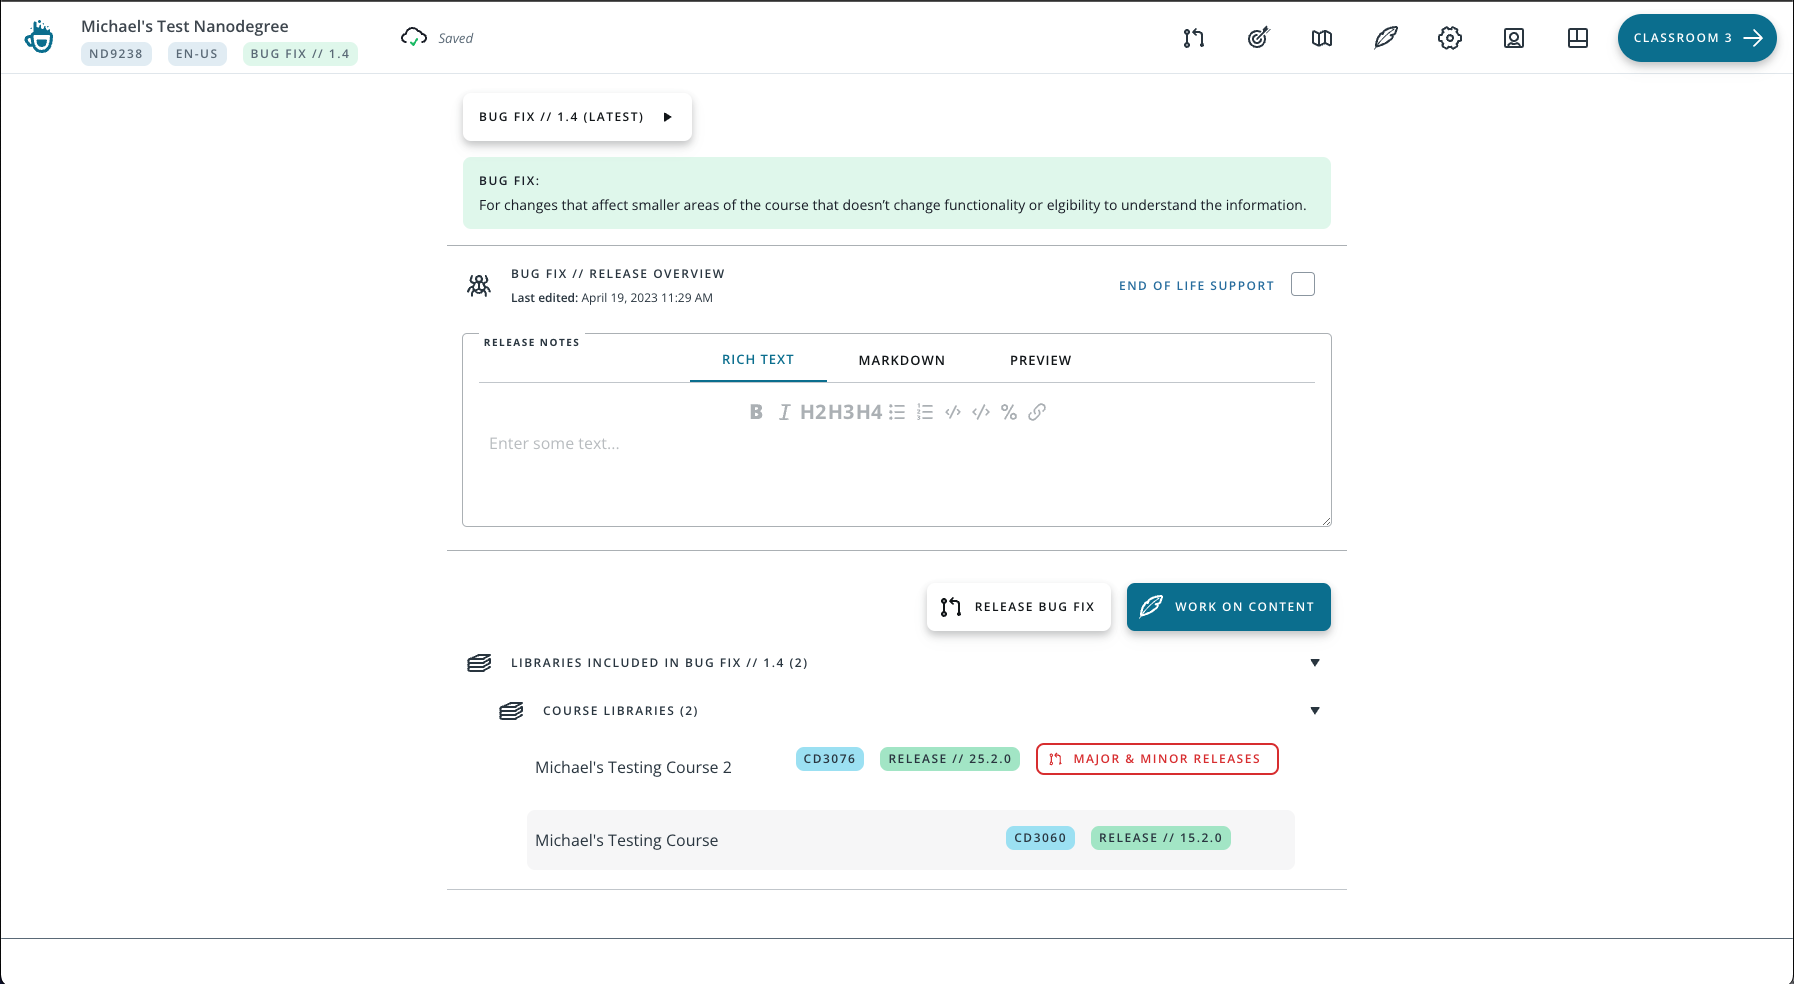 Michael's Test Nanodegree
ND9238 EN-US BUG FIX // 1.4
Saved
CLASSROOM 3
BUG FIX // 1.4 (LATEST)
BUG FIX:
For changes that affect smaller areas of the course that doesn't change functionality or elgibility to understand the information.
BUG FIX // RELEASE OVERVIEW
Last edited: April 19, 2023 11:29 AM
END OF LIFE SUPPORT
RELEASE NOTES
RICH TEXT MARKDOWN PREVIEW
B I H2 H3 H4 %
Enter some text...
RELEASE BUG FIX WORK ON CONTENT
LIBRARIES INCLUDED IN BUG FIX // 1.4 (2)
COURSE LIBRARIES (2)
Michael's Testing Course 2 CD3076 RELEASE // 25.2.0 MAJOR & MINOR RELEASES
Michael's Testing Course CD3060 RELEASE // 15.2.0